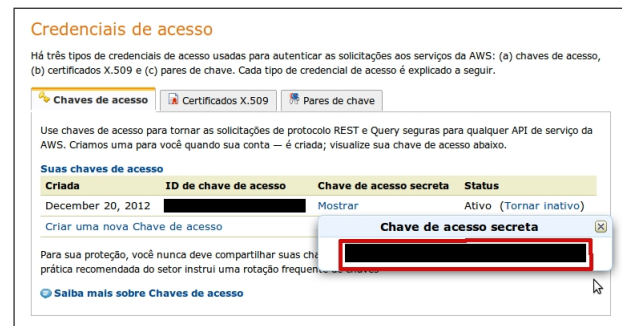 Credenciais de acesso
Há três tipos de credenciais de acesso usadas para autenticar as solicitações aos serviços da AWS: (a) chaves de acesso,
(b) certificados X.509 e (c) pares de chave. Cada tipo de credencial de acesso é explicado a seguir.
Chaves de acesso Certificados X.509 Pares de chave
Use chaves de acesso para tornar as solicitações de protocolo REST e Query seguras para qualquer API de serviço da
AWS. Criamos uma para você quando sua conta — é criada; visualize sua chave de acesso abaixo.
Suas chaves de acesso
Criada ID de chave de acesso Chave de acesso secreta Status
December 20, 2012 Mostrar Ativo (Tornar inativo)
Criar uma nova Chave de acesso
Chave de acesso secreta
Para sua proteção, você nunca deve compartilhar suas
prática recomendada do setor instrui uma rotação
Saiba mais sobre Chaves de acesso